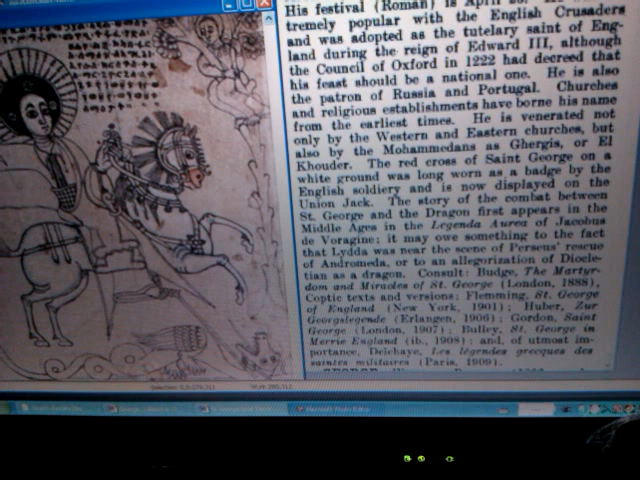 His festival (Roman) is April
tremely popular with the English Crusaders
and was adopted as the tutelary saint of Eng-
land during the reign of Edward III, although
the Council of Oxford in 1222 had decreed that
his feast should be a national one. He is also
the patron of Russia and Portugal. Churches
and religious establishments have borne his name
from the earliest times. He is venerated not
only by the Western and Eastern churches, but
also by the Mohammedans as Ghergis, or El
Khouder. The red cross of Saint George on a
white ground was long worn as a badge by the
English soldiery and is now displayed on the
Union Jack. The story of the combat between
St. George and the Dragon first appears in the
Middle Ages in the Legenda Aurea of Jacobus
de Voragine; it may owe something to the fact
that Lydda was near the scene of Perseus' rescue
of Andromeda, or to an allegorization of Diocle-
tian as a dragon. Consult: Budge, The Martyr-
dom and Miracles of St. George (London, 1888),
Coptic texts and versions; Flemming, St. George
of England (New York, 1901); Huber, Zur
Georgslegende (Erlangen, 1906); Gordon, Saint
George (London, 1907); Bulley, St. George in
Merrie England (ib., 1908); and, of utmost im-
portance, Delehaye, Les légendes grecques des
saints militaires (Paris, 1909).
Microsoft Photo Editor